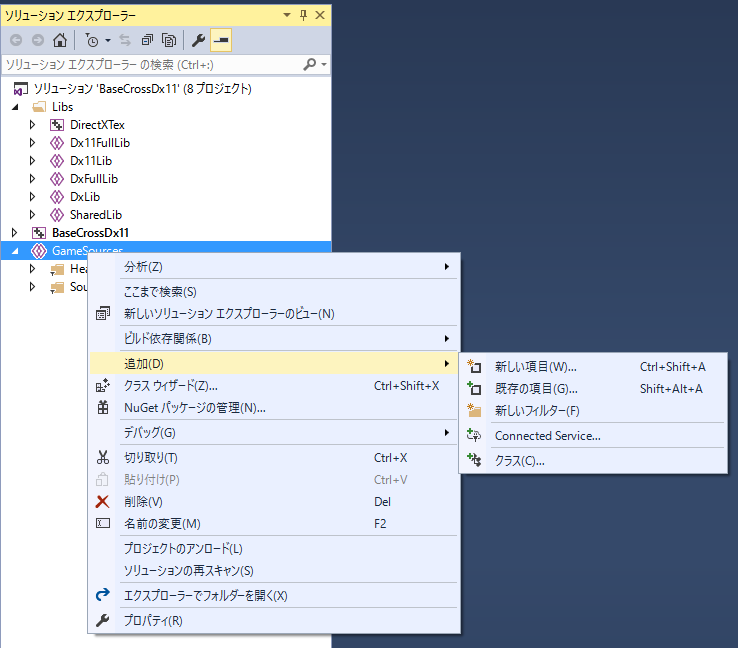 ソリューション エクスプローラー
ソリューション エクスプローラー の検索 (Ctrl+:)
ソリューション 'BaseCrossDx11' (8 プロジェクト)
Libs
DirectXTex
Dx11FullLib
Dx11Lib
DxFullLib
DxLib
SharedLib
BaseCrossDx11
GameSources
Hea
Sou
分析(Z)
ここまで検索(S)
新しいソリューション エクスプローラーのビュー(N)
ビルド依存関係(B)
追加(D)
クラス ウィザード(Z)... Ctrl+Shift+X
NuGet パッケージの管理(N)...
デバッグ(G)
切り取り(T) Ctrl+X
貼り付け(P) Ctrl+V
削除(V) Del
名前の変更(M) F2
プロジェクトのアンロード(L)
ソリューションの再スキャン(S)
エクスプローラーでフォルダーを開く(X)
プロパティ(R)
新しい項目(W)... Ctrl+Shift+A
既存の項目(G)... Shift+Alt+A
新しいフィルター(F)
Connected Service...
クラス(C)...